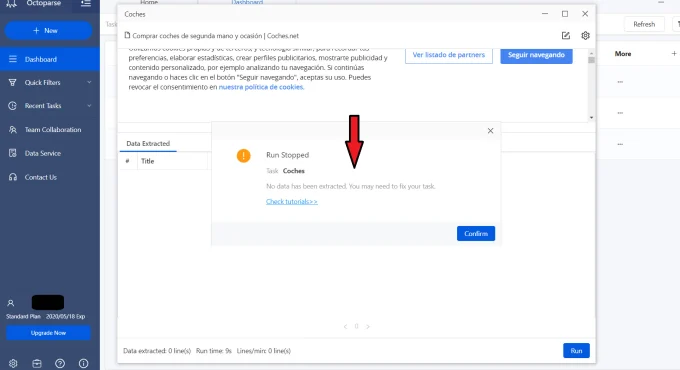 Octoparse
Home
Dashboard
Coches
+ New
Task
Refresh
Comprar coches de segunda mano y ocasión | Coches.net
Dashboard
preferencias, elaborar estadísticas, crear perfiles publicitarios, mostrarte publicidad y
contenido personalizado, por ejemplo analizando tu navegación. Si continúas
navegando o haces clic en el botón "Seguir navegando", aceptas su uso. Puedes
revocar el consentimiento en nuestra política de cookies.
Ver listado de partners
Seguir navegando
More
+
Quick Filters
Recent Tasks
Team Collaboration
Data Service
Contact Us
Data Extracted
# Title
Run Stopped
Task Coches
No data has been extracted. You may need to fix your task.
Check tutorials>>
Confirm
Standard Plan 2020/05/18 Exp
Upgrade Now
Data extracted: 0 line(s) Run time: 9s Lines/min: 0 line(s)
Run